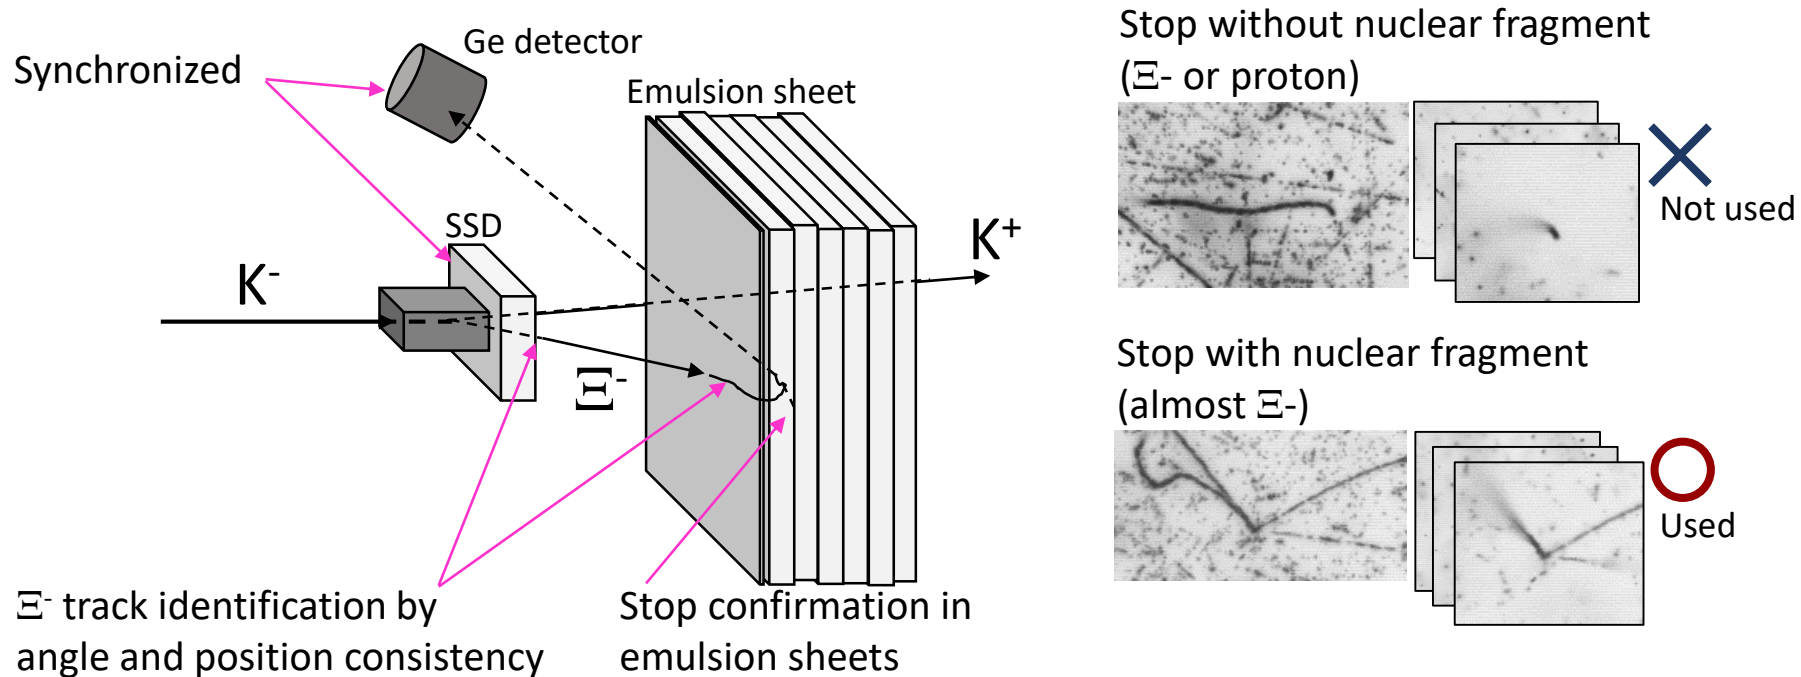 Synchronized
Ge detector
Emulsion sheet
SSD
K-
K+
Ξ-
Ξ- track identification by
angle and position consistency
Stop confirmation in
emulsion sheets
Stop without nuclear fragment
(Ξ- or proton)
Not used
Stop with nuclear fragment
(almost Ξ-)
Used